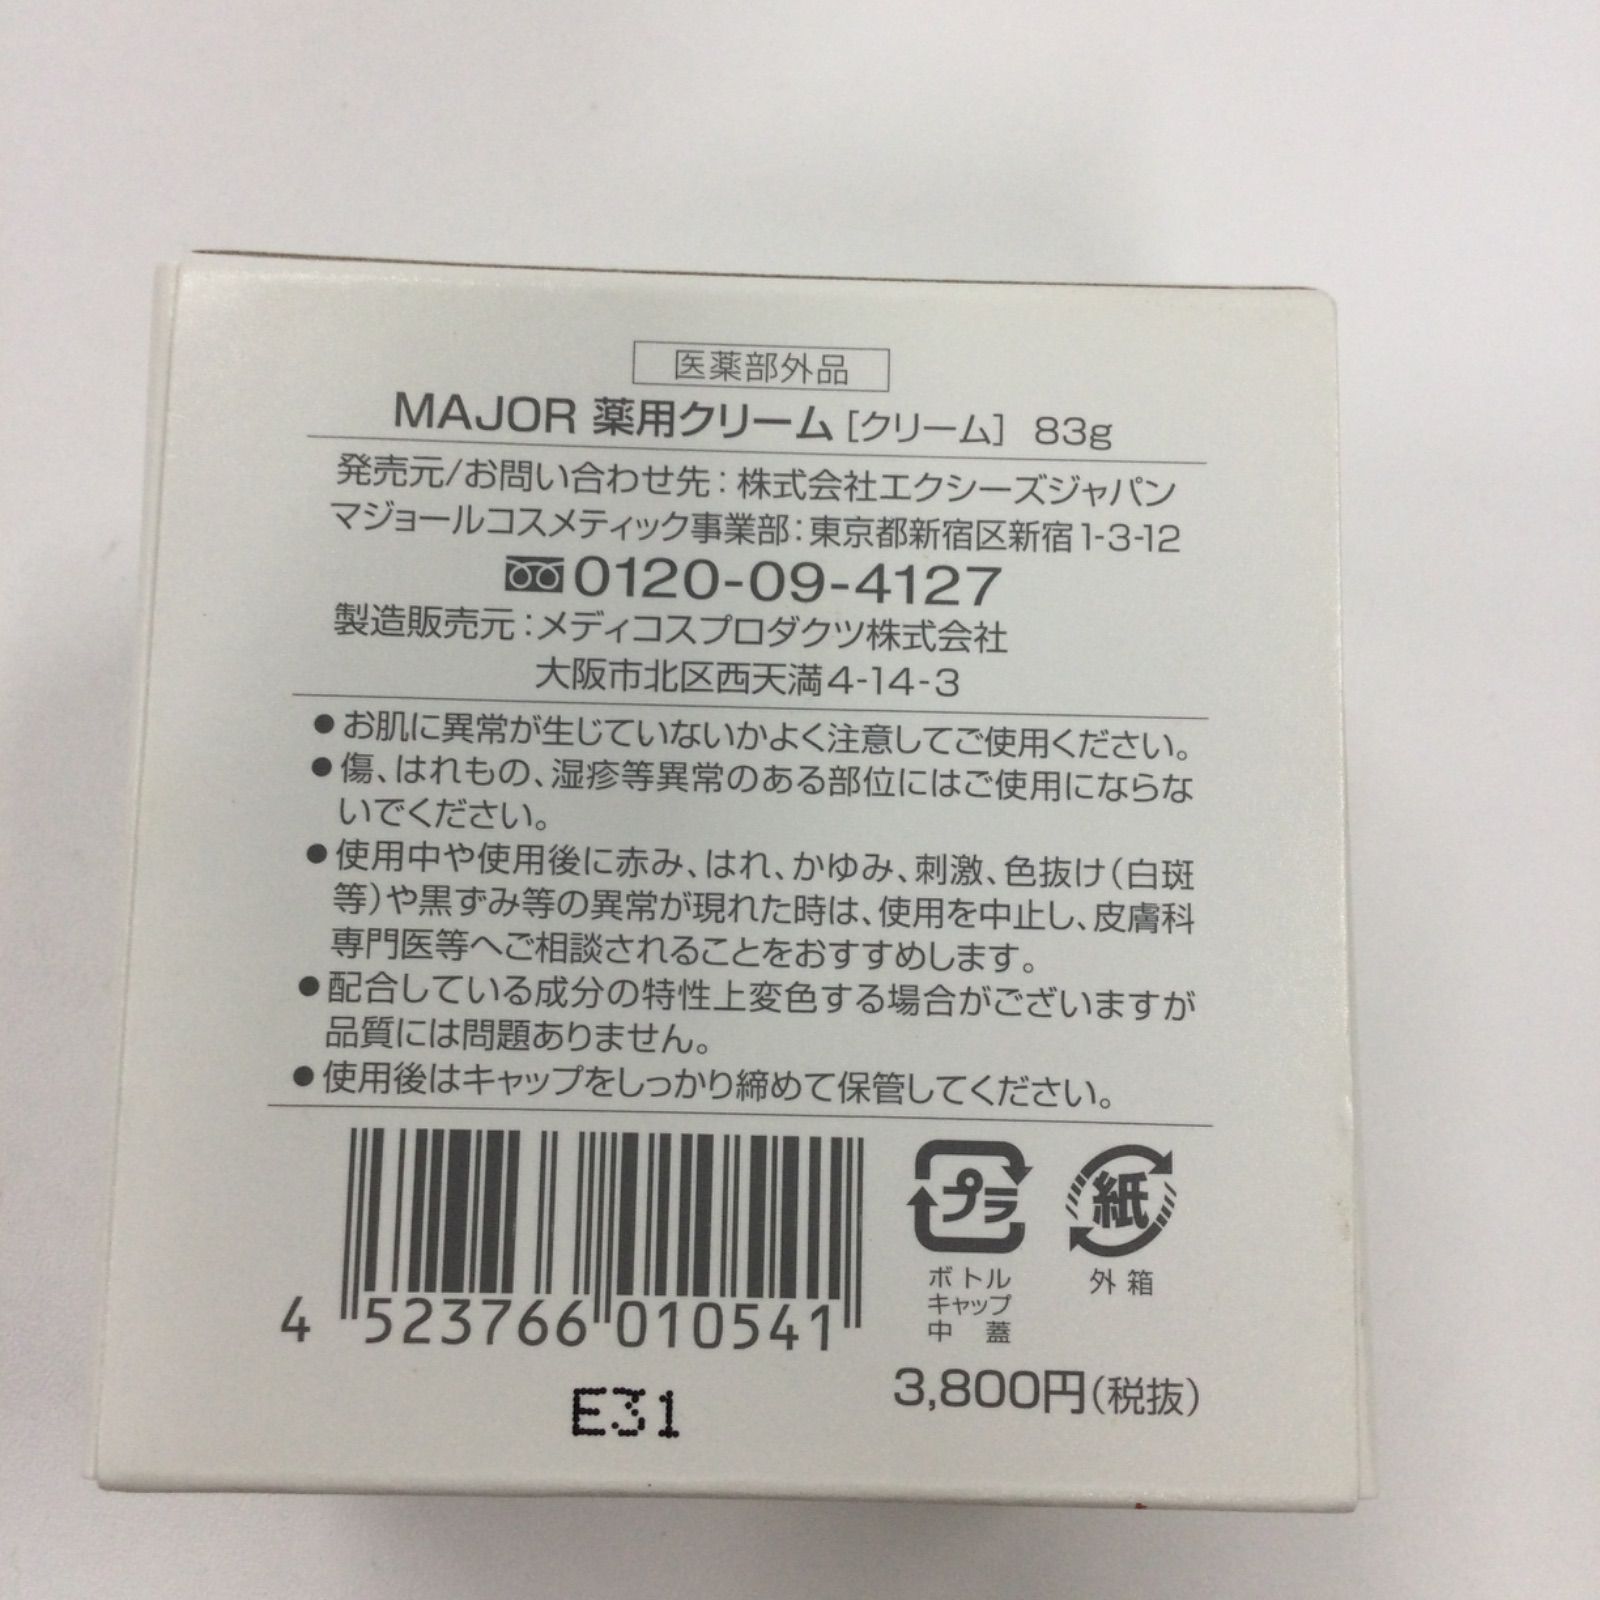 医薬部外品
MAJOR 薬用クリーム [クリーム] 83g
発売元/お問い合わせ先:株式会社エクシーズジャパン
マジョールコスメティック事業部:東京都新宿区新宿1-3-12
0120-09-4127
製造販売元:メディコスプロダクツ株式会社
大阪市北区西天満4-14-3
●お肌に異常が生じていないかよく注意してご使用ください。
●傷、はれもの、湿疹等異常のある部位にはご使用にならな
いでください。
●使用中や使用後に赤み、はれ、かゆみ、刺激、色抜け(白斑
等)や黒ずみ等の異常が現れた時は、使用を中止し、皮膚科
専門医等へご相談されることをおすすめします。
●配合している成分の特性上変色する場合がございますが
品質には問題ありません。
●使用後はキャップをしっかり締めて保管してください。
プラ
紙
ボトル
キャップ
中蓋
外箱
4 523766 010541
3,800円(税抜)
E31